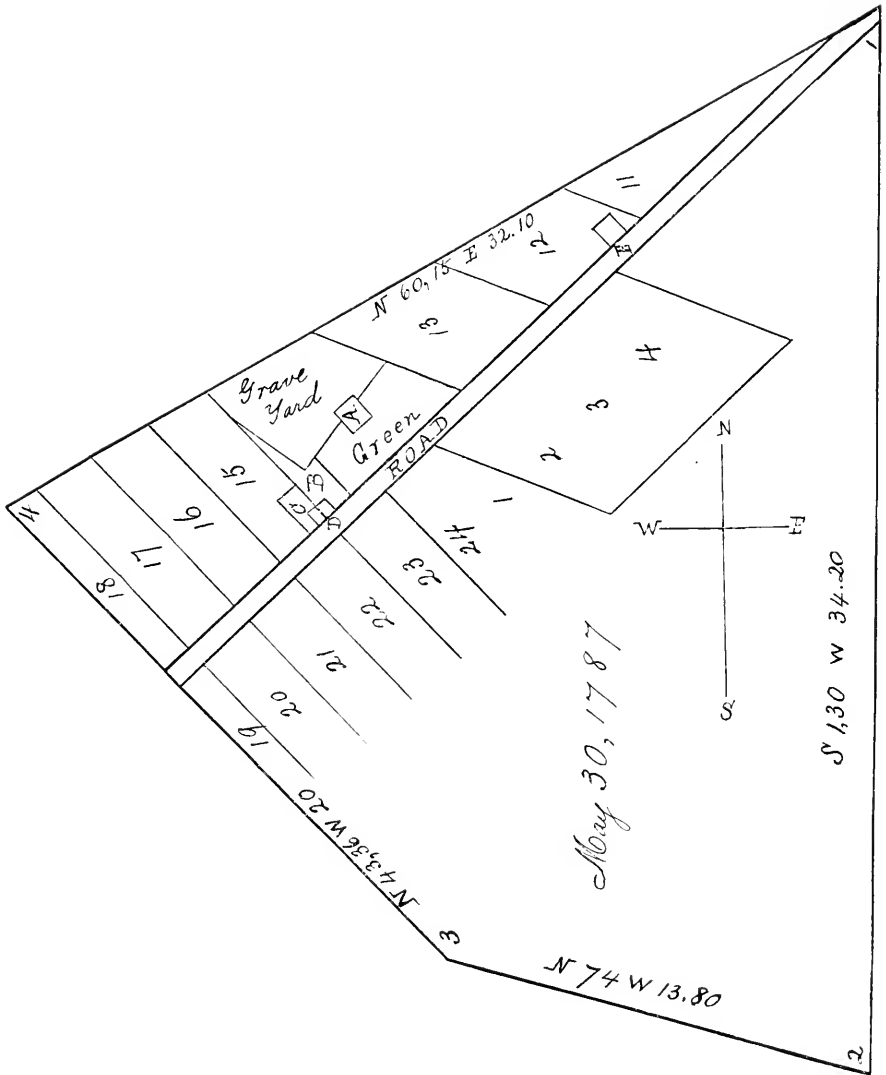 1
11
N 60,15 E 32.10
12
E
13
4
3
2
1
Grave
Yard
A
Green
ROAD
B
C
D
15
16
17
18
4
24
23
22
21
20
19
N
W
E
S
May 30, 1787
S 1,30 W 34.20
N 43,36 W 20
3
N 74 W 13.80
2